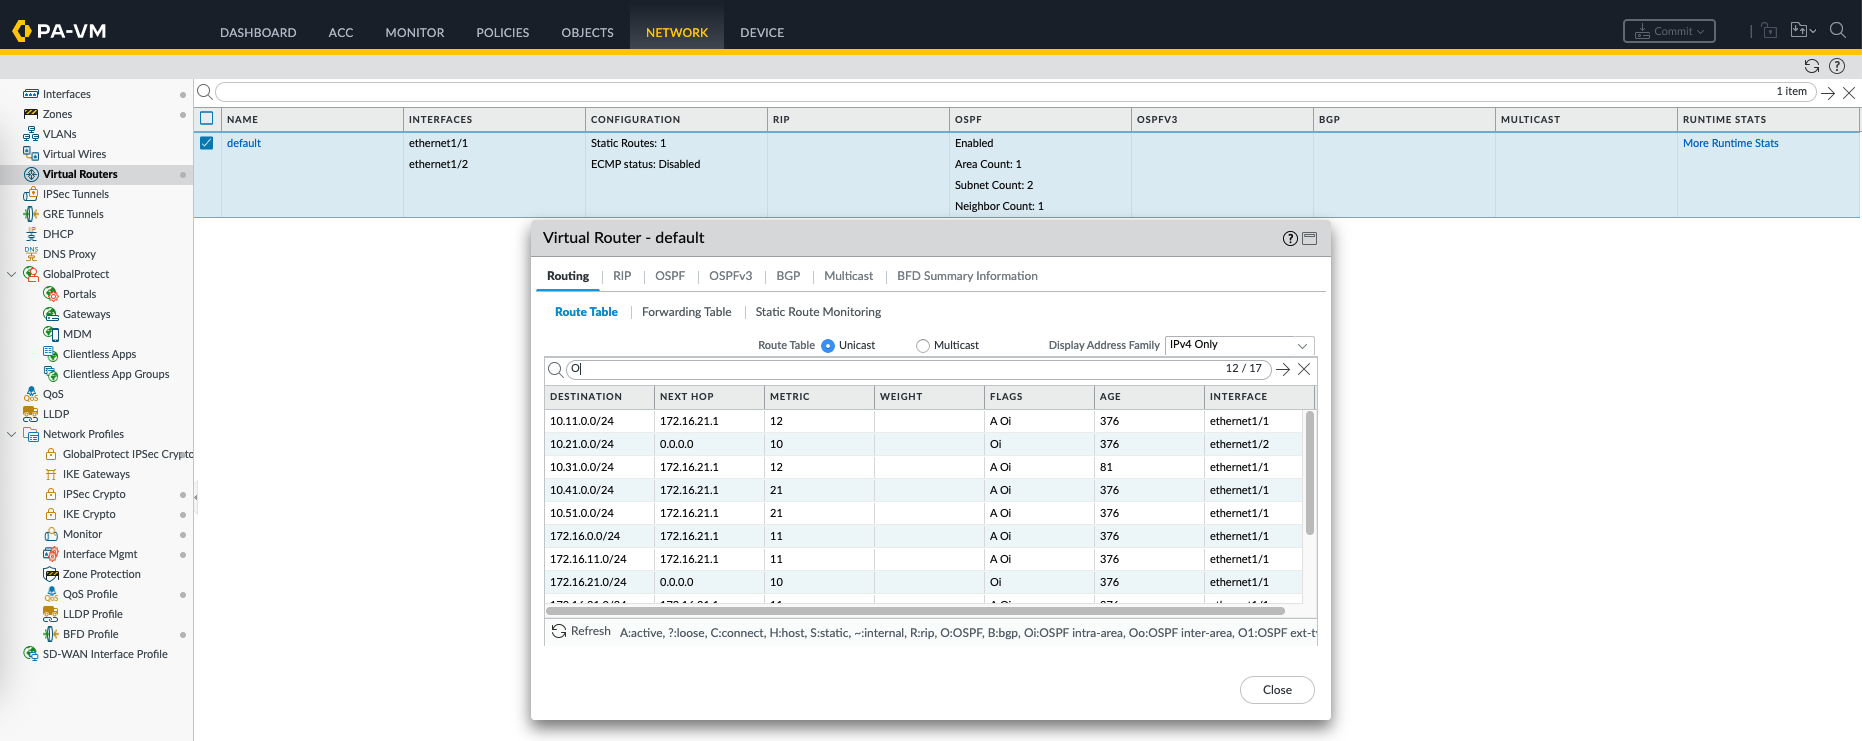 PA-VM
DASHBOARD ACC MONITOR POLICIES OBJECTS NETWORK DEVICE Commit
1 item
Interfaces
Zones
VLANs
Virtual Wires
Virtual Routers
IPSec Tunnels
GRE Tunnels
DHCP
DNS Proxy
GlobalProtect
Portals
Gateways
MDM
Clientless Apps
Clientless App Groups
QoS
LLDP
Network Profiles
GlobalProtect IPSec Crypto
IKE Gateways
IPSec Crypto
IKE Crypto
Monitor
Interface Mgmt
Zone Protection
QoS Profile
LLDP Profile
BFD Profile
SD-WAN Interface Profile
NAME INTERFACES CONFIGURATION RIP OSPF OSPFV3 BGP MULTICAST RUNTIME STATS
default ethernet1/1 Static Routes: 1 Enabled More Runtime Stats
ethernet1/2 ECMP status: Disabled Area Count: 1
Subnet Count: 2
Neighbor Count: 1
Virtual Router - default
Routing RIP OSPF OSPFv3 BGP Multicast BFD Summary Information
Route Table Forwarding Table Static Route Monitoring
Route Table Unicast Multicast Display Address Family IPv4 Only
O 12 / 17
DESTINATION NEXT HOP METRIC WEIGHT FLAGS AGE INTERFACE
10.11.0.0/24 172.16.21.1 12 A Oi 376 ethernet1/1
10.21.0.0/24 0.0.0.0 10 Oi 376 ethernet1/2
10.31.0.0/24 172.16.21.1 12 A Oi 81 ethernet1/1
10.41.0.0/24 172.16.21.1 21 A Oi 376 ethernet1/1
10.51.0.0/24 172.16.21.1 21 A Oi 376 ethernet1/1
172.16.0.0/24 172.16.21.1 11 A Oi 376 ethernet1/1
172.16.11.0/24 172.16.21.1 11 A Oi 376 ethernet1/1
172.16.21.0/24 0.0.0.0 10 Oi 376 ethernet1/1
Refresh A:active, ?:loose, C:connect, H:host, S:static, ~:internal, R:rip, O:OSPF, B:bgp, Oi:OSPF intra-area, Oo:OSPF inter-area, O1:OSPF
Close